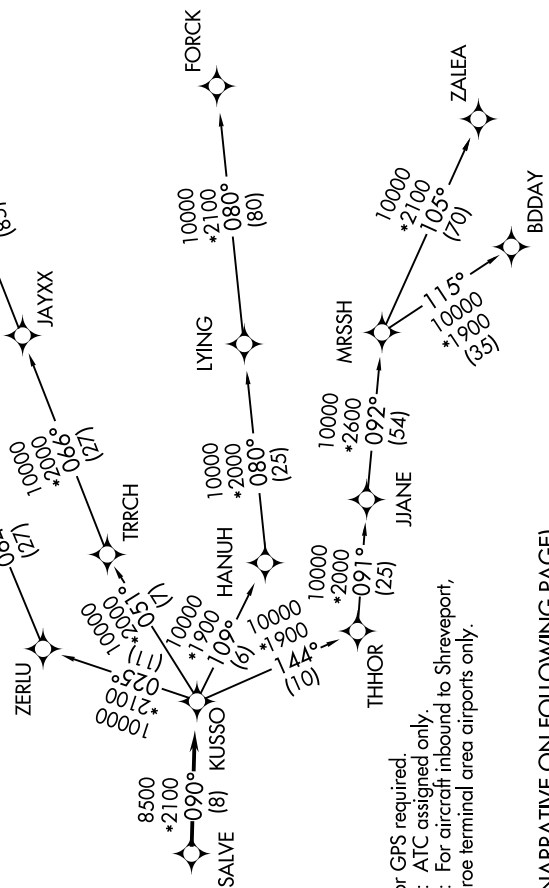 FORCK
ZALEA
10000
*2100
080°
(80)
10000
*2100
105°
(70)
BDDAY
JAYXX
LYING
MRSSH
115°
10000
*1900
(35)
10000
*2000
066°
(27)
10000
*2000
080°
(25)
10000
*2600
092°
(54)
(27)
TRRCH
HANUH
JJANE
10000
*2000
051°
(7)
10000
*1900
109°
(6)
10000
*2000
091°
(25)
ZERLU
10000
*2100
025°
(11)
10000
*1900
144°
(10)
THHOR
KUSSO
8500
*2100
090°
(8)
SALVE
or GPS required.
: ATC assigned only.
: For aircraft inbound to Shreveport,
roe terminal area airports only.
NARRATIVE ON FOLLOWING PAGE)